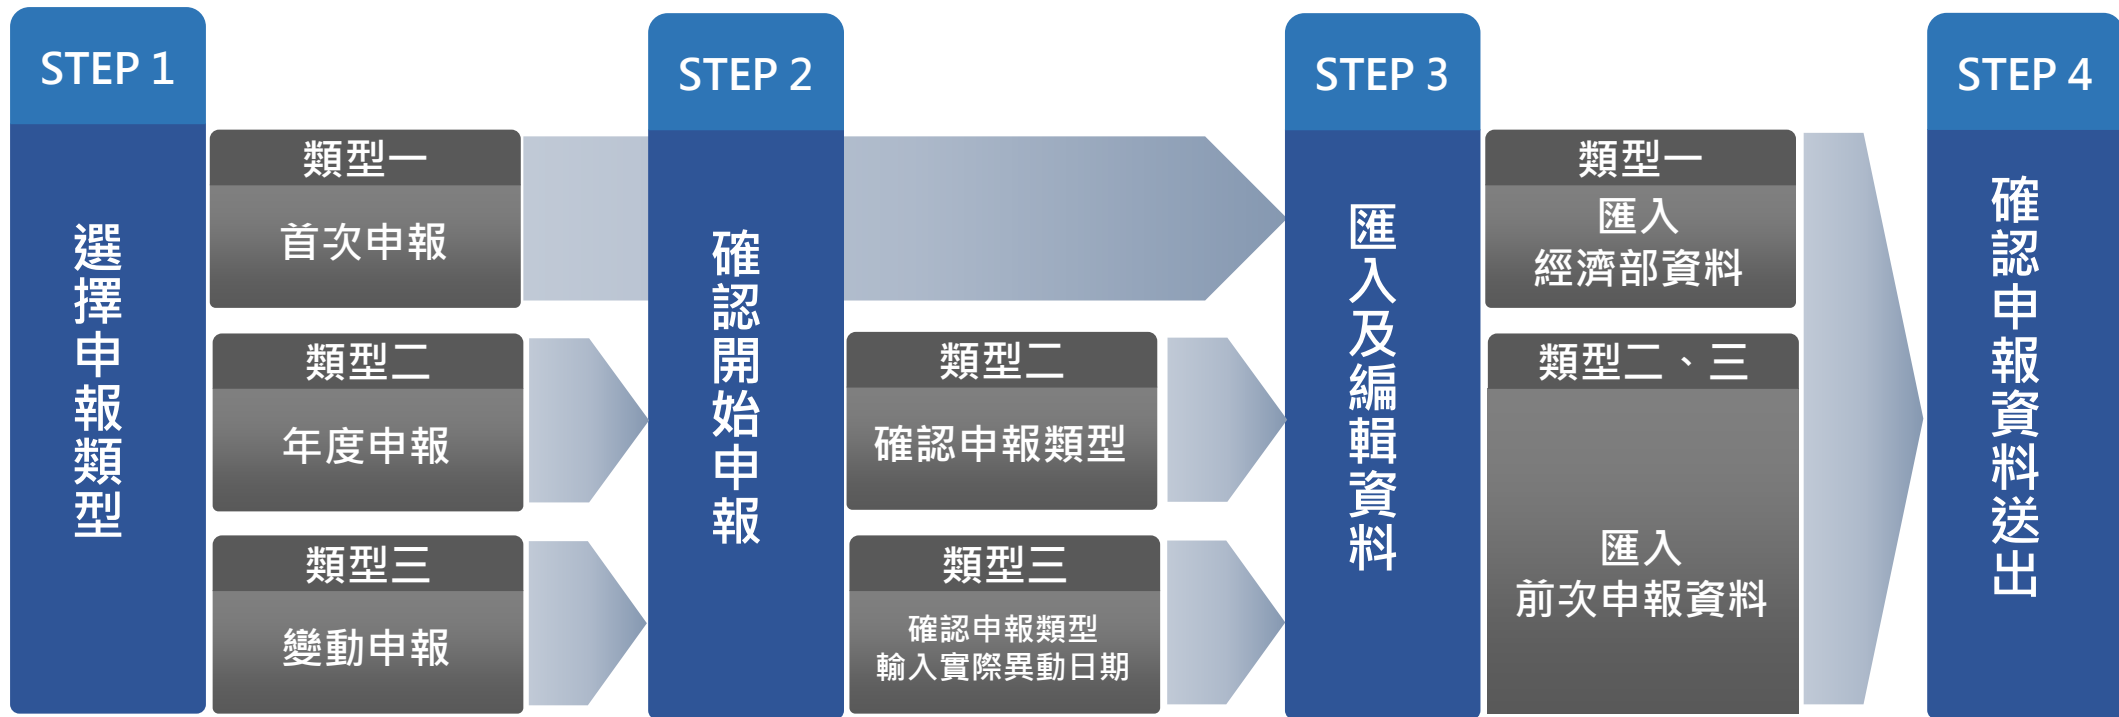 STEP 1
選擇申報類型
類型一
首次申報
類型二
年度申報
類型三
變動申報
STEP 2
確認開始申報
類型二
確認申報類型
類型三
確認申報類型
輸入實際異動日期
STEP 3
匯入及編輯資料
類型一
匯入
經濟部資料
類型二、三
匯入
前次申報資料
STEP 4
確認申報資料送出